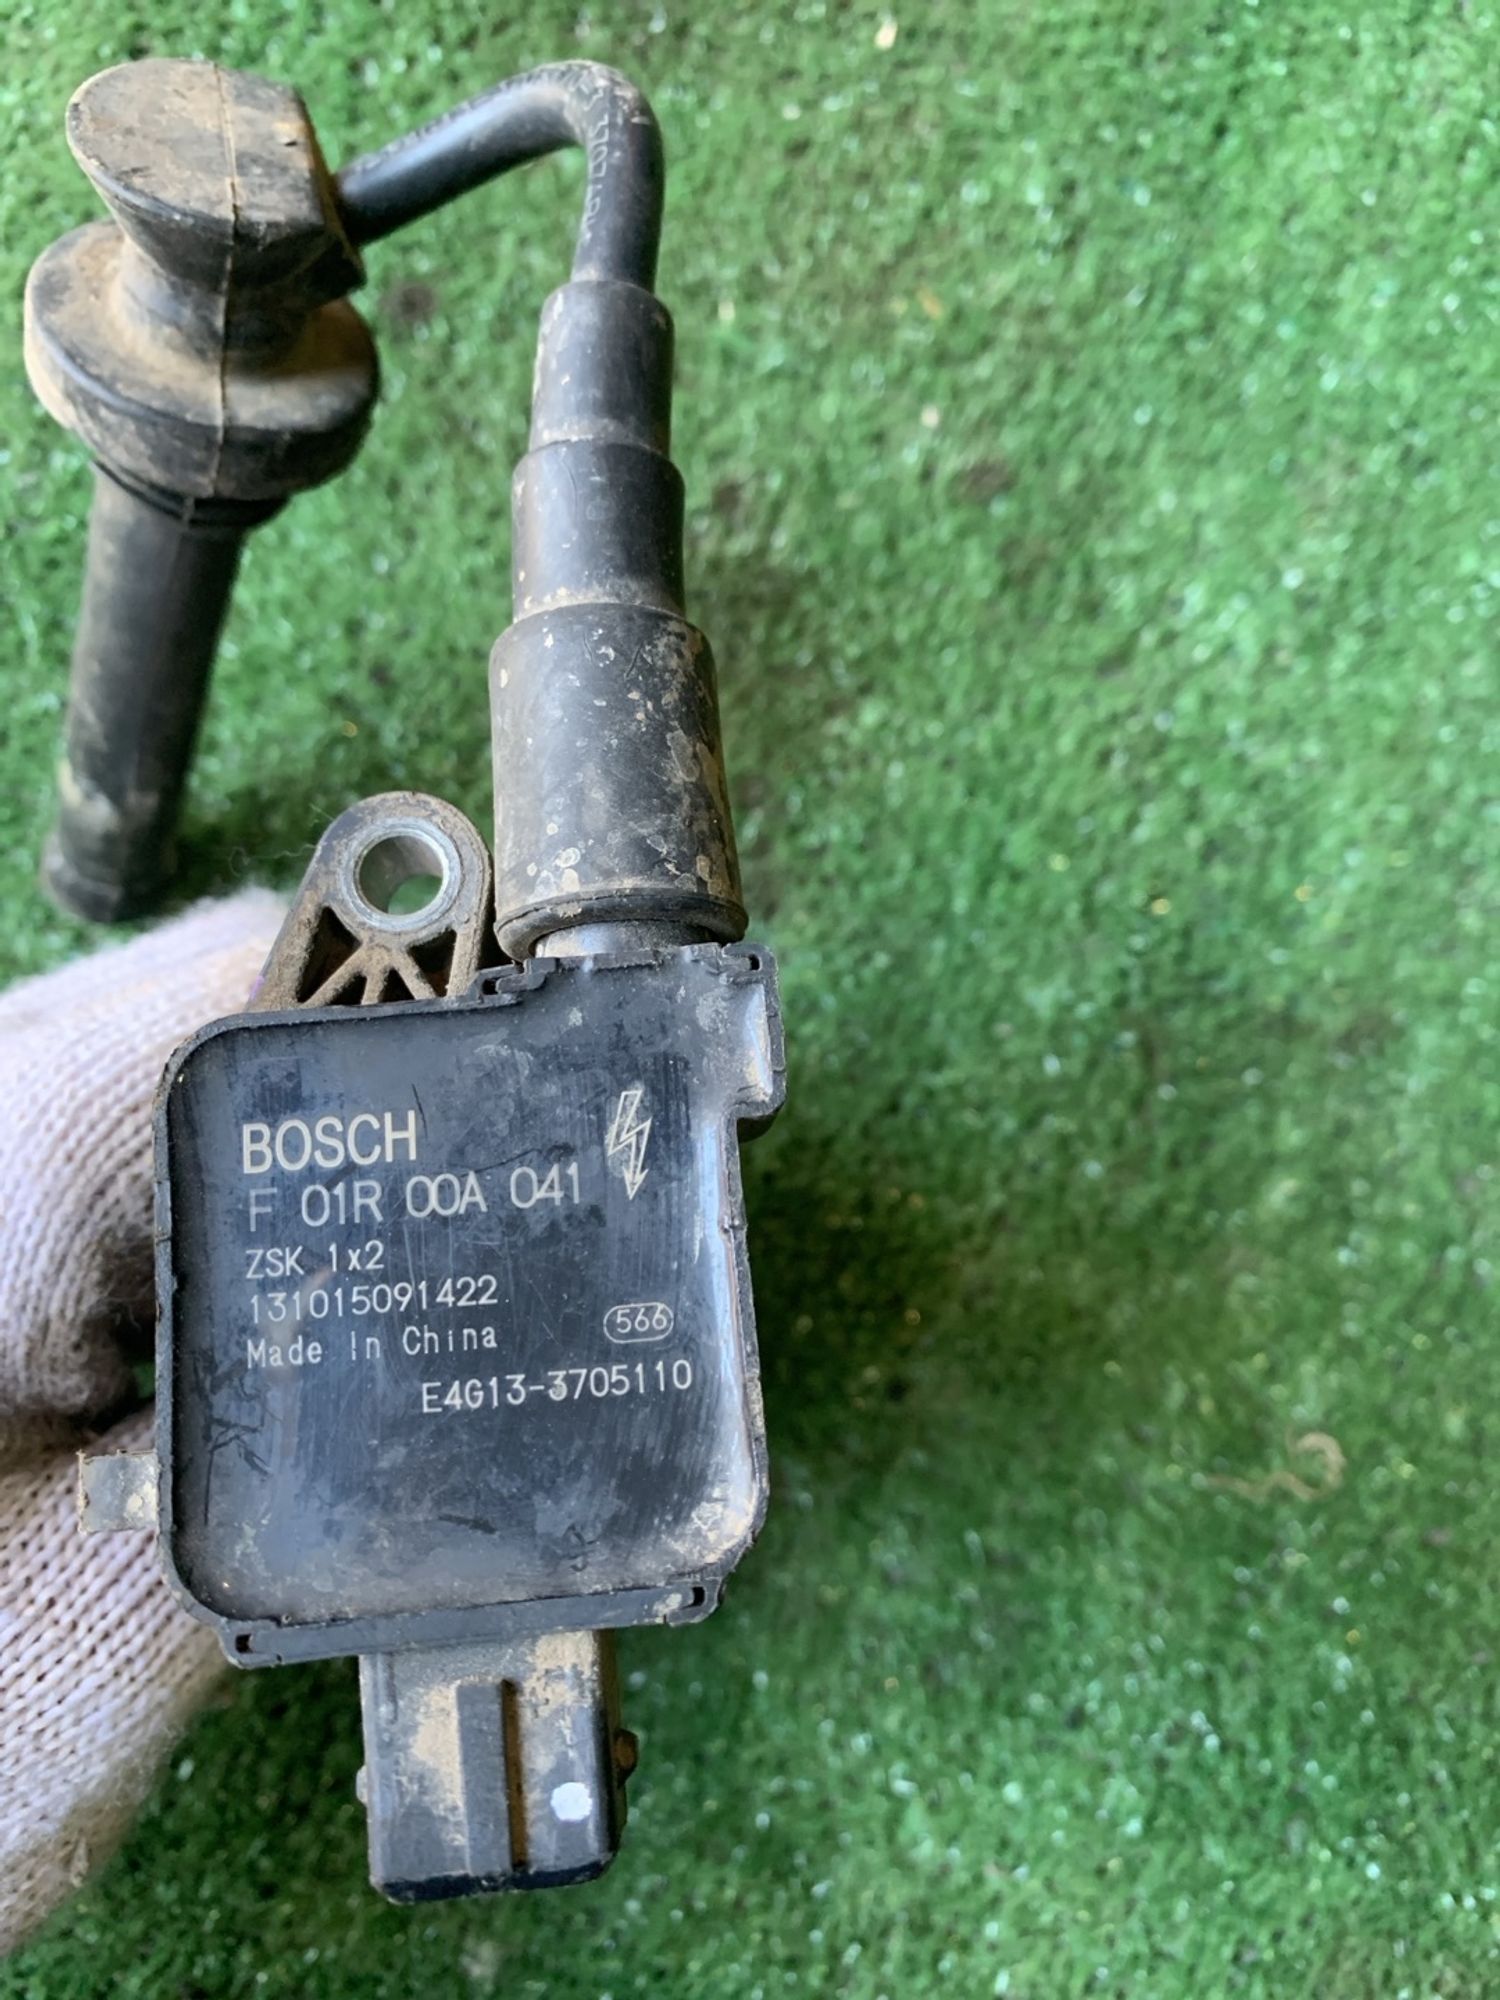 BOSCH
F 01R 00A 041
ZSK 1x2
131015091422
Made In China
566
E4G13-3705110